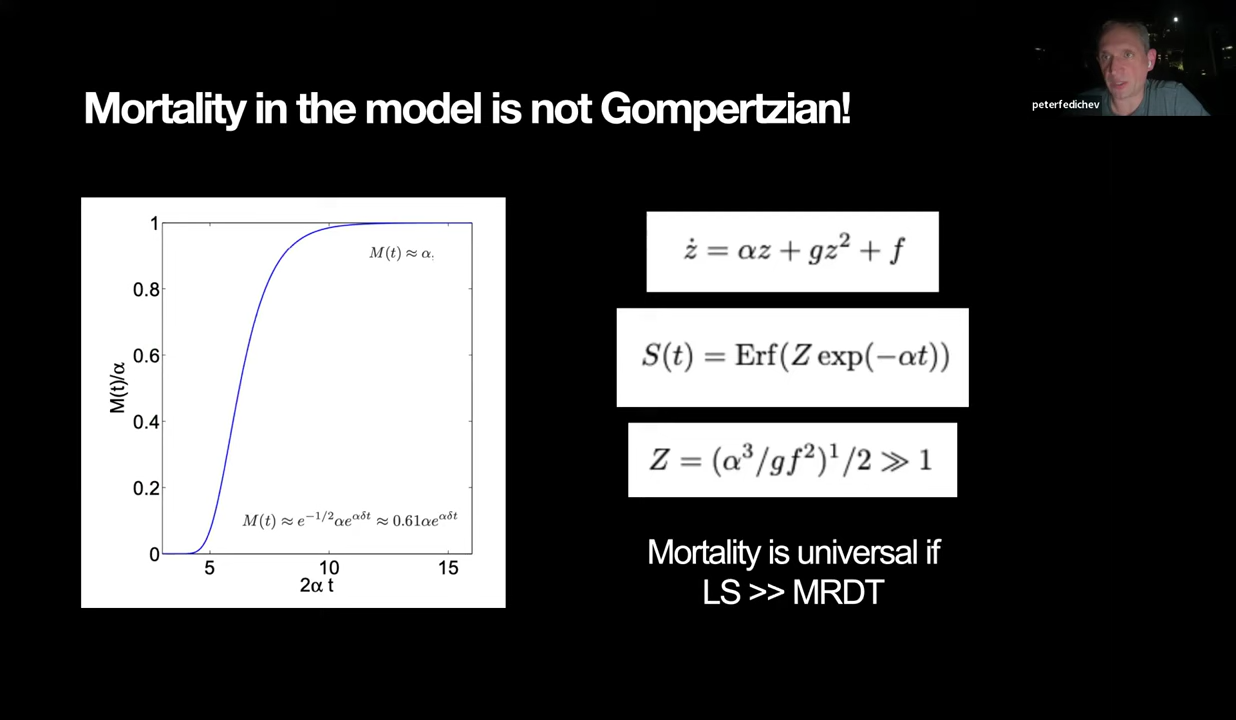 Mortality in the model is not Gompertzian!
peterfedichev
1
0.8
0.6
0.4
0.2
0
M(t)/α
5
10
15
2α t
M(t) ≈ α,
M(t) ≈ e^{-1/2}αe^{αδt} ≈ 0.61αe^{αδt}
ż = αz + gz² + f
S(t) = Erf(Z exp(−αt))
Z = (α³/gf²)¹/2 ≫ 1
Mortality is universal if
LS >> MRDT